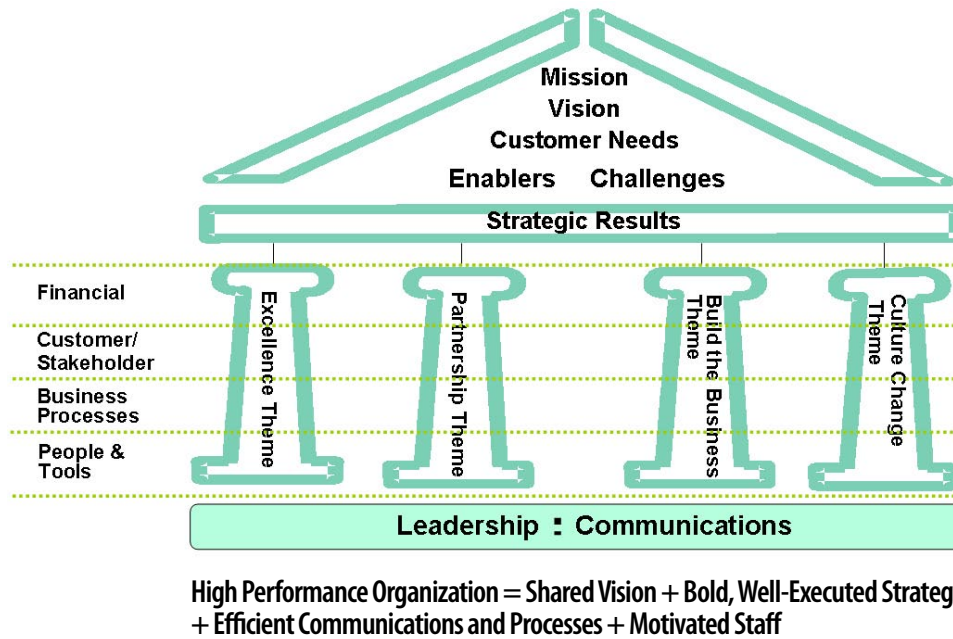 Mission
Vision
Customer Needs
Enablers Challenges
Strategic Results
Financial
Customer/
Stakeholder
Business
Processes
People &
Tools
Excellence Theme
Partnership Theme
Build the Business
Theme
Culture Change
Theme
Leadership : Communications
High Performance Organization = Shared Vision + Bold, Well-Executed Strateg
+ Efficient Communications and Processes + Motivated Staff